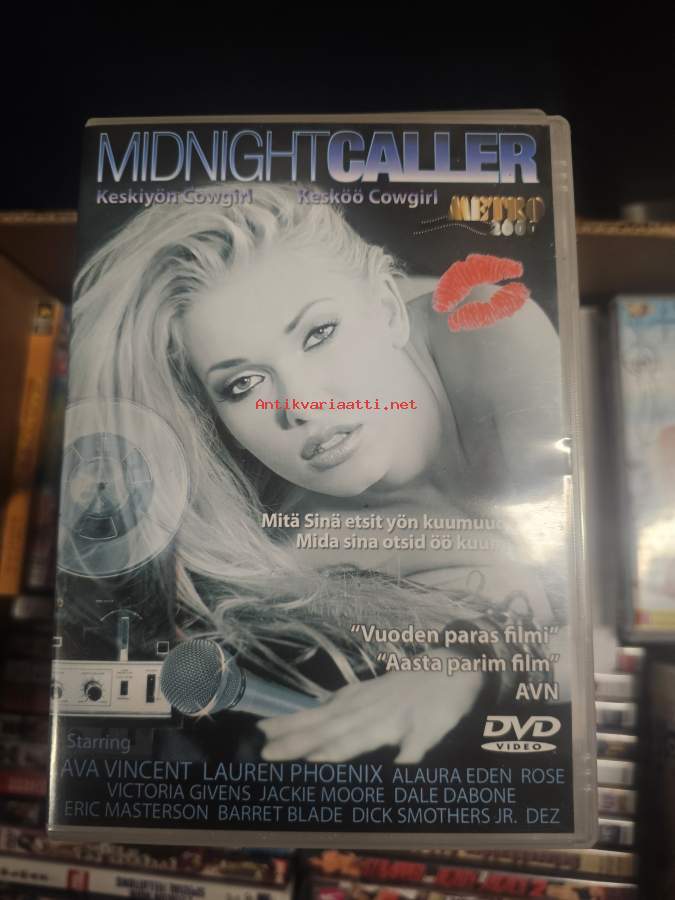 MIDNIGHTCALLER
Keskiyön Cowgirl Kesköö Cowgirl
METRO
Antikvariaatti.net
Mitä Sinä etsit yön
Mida sina otsid öö
"Vuoden paras filmi"
"Aasta parim film"
AVN
DVD
VIDEO
Starring
AVA VINCENT LAUREN PHOENIX ALAURA EDEN ROSE
VICTORIA GIVENS JACKIE MOORE DALE DABONE
ERIC MASTERSON BARRET BLADE DICK SMOTHERS JR. DEZ